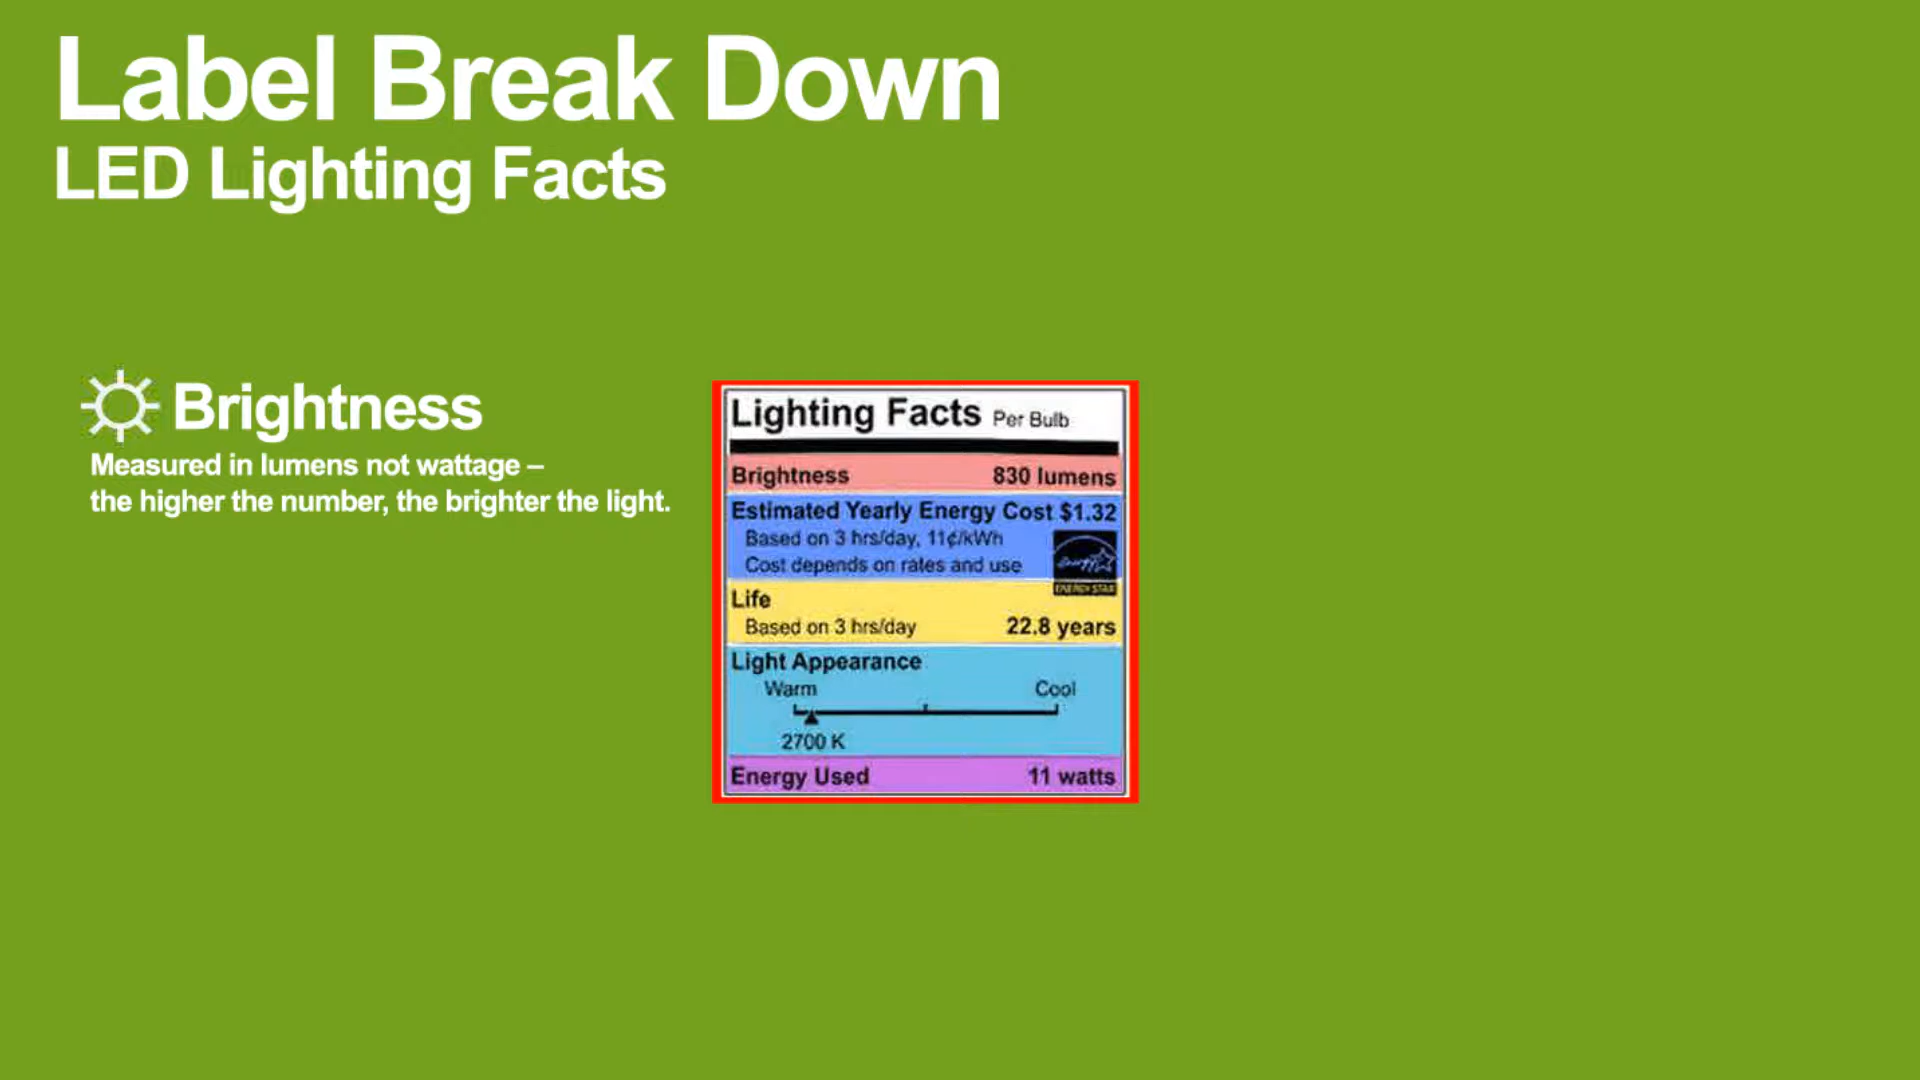 Label Break Down
LED Lighting Facts
Brightness
Measured in lumens not wattage –
the higher the number, the brighter the light.
Lighting Facts Per Bulb
Brightness 830 lumens
Estimated Yearly Energy Cost $1.32
Based on 3 hrs/day, 11¢/kWh
Cost depends on rates and use
energy
ENERGY STAR
Life
Based on 3 hrs/day 22.8 years
Light Appearance
Warm Cool
2700 K
Energy Used 11 watts